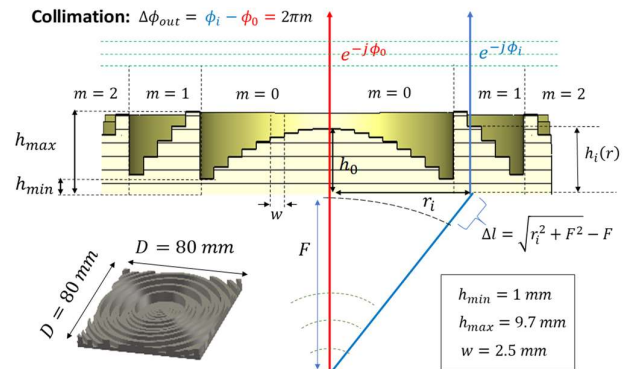 Collimation: Δϕ_out = ϕ_i − ϕ_0 = 2πm
e^{−jϕ_0}
e^{−jϕ_i}
m = 2
m = 1
m = 0
m = 0
m = 1
m = 2
h_max
h_min
h_0
h_i(r)
w
r_i
F
Δl = √(r_i^2 + F^2) − F
D = 80 mm
D = 80 mm
h_min = 1 mm
h_max = 9.7 mm
w = 2.5 mm